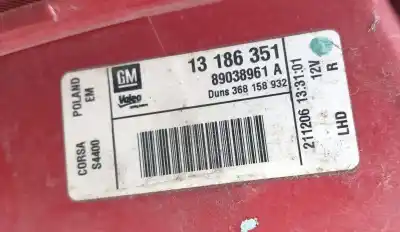 POLAND
EM
CORSA
S4400
GM
Valeo
13 186 351
89038961 A
Duns 368 158 932
211206 13:31:01
12V
R
LHD